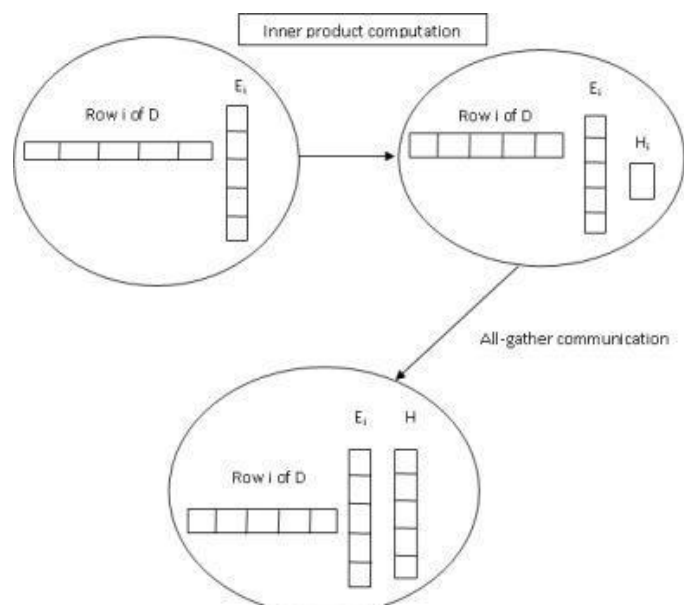 Inner product computation
Eᵢ
Row i of D
Eᵢ
Row i of D
Hᵢ
All-gather communication
Eᵢ H
Row i of D